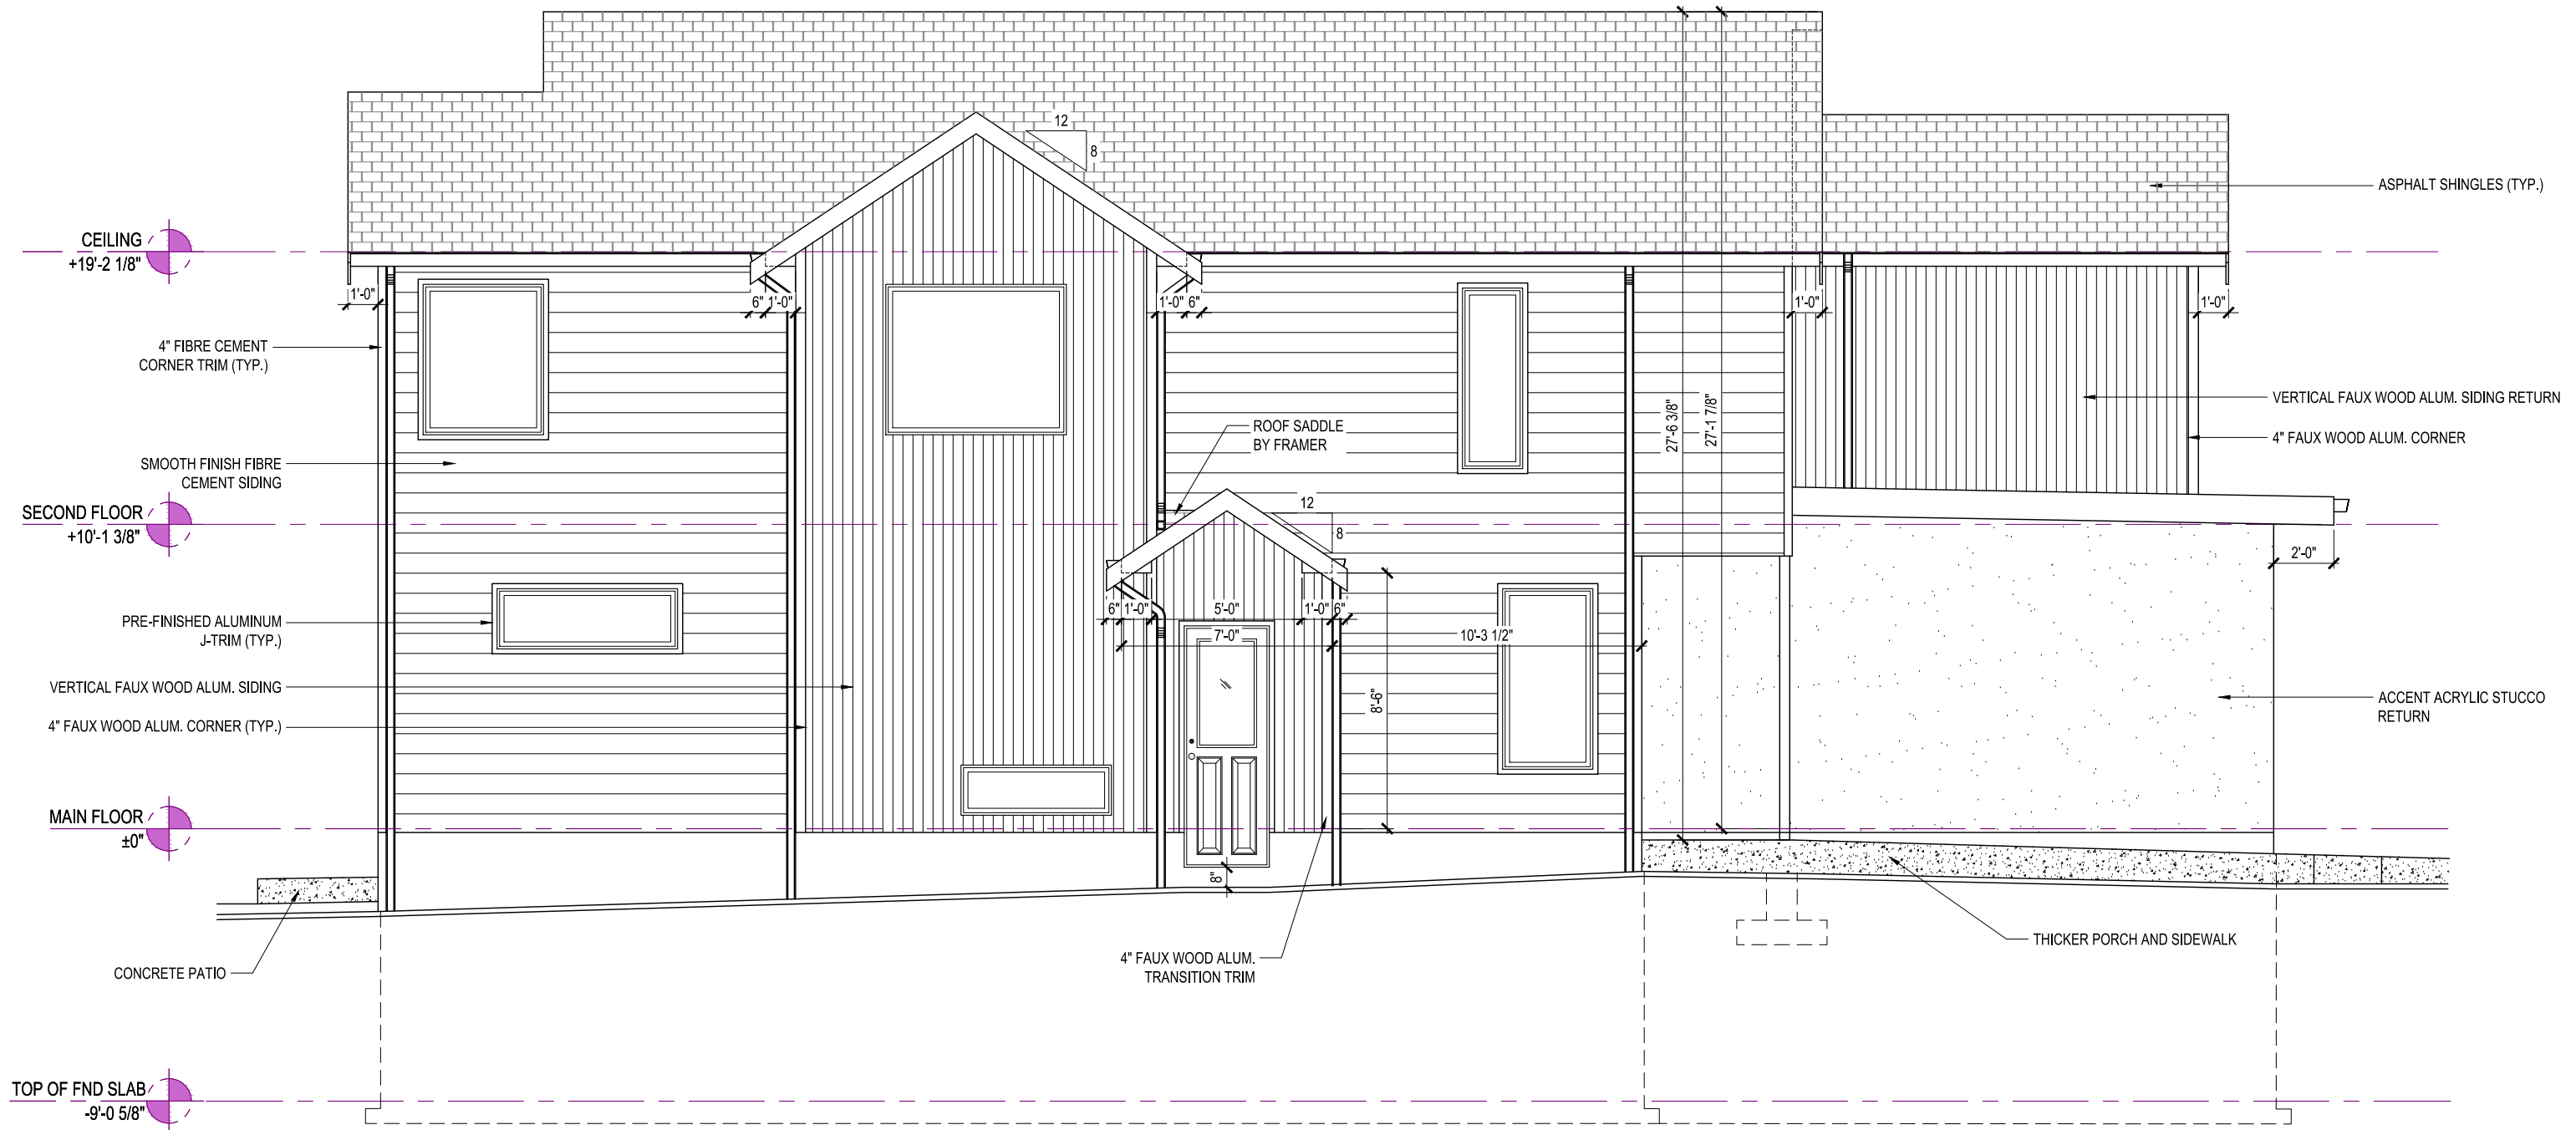 12
8
ASPHALT SHINGLES (TYP.)
CEILING
+19'-2 1/8"
1'-0"
6" 1'-0"
1'-0" 6"
1'-0"
1'-0"
4" FIBRE CEMENT
CORNER TRIM (TYP.)
VERTICAL FAUX WOOD ALUM. SIDING RETURN
27'-6 3/8"
27'-1 7/8"
ROOF SADDLE
BY FRAMER
4" FAUX WOOD ALUM. CORNER
SMOOTH FINISH FIBRE
CEMENT SIDING
12
8
SECOND FLOOR
+10'-1 3/8"
2'-0"
6" 1'-0"
5'-0"
1'-0" 6"
PRE-FINISHED ALUMINUM
J-TRIM (TYP.)
7'-0"
10'-3 1/2"
VERTICAL FAUX WOOD ALUM. SIDING
8'-6"
ACCENT ACRYLIC STUCCO
RETURN
4" FAUX WOOD ALUM. CORNER (TYP.)
MAIN FLOOR
±0"
8"
THICKER PORCH AND SIDEWALK
4" FAUX WOOD ALUM.
TRANSITION TRIM
CONCRETE PATIO
TOP OF FND SLAB
-9'-0 5/8"